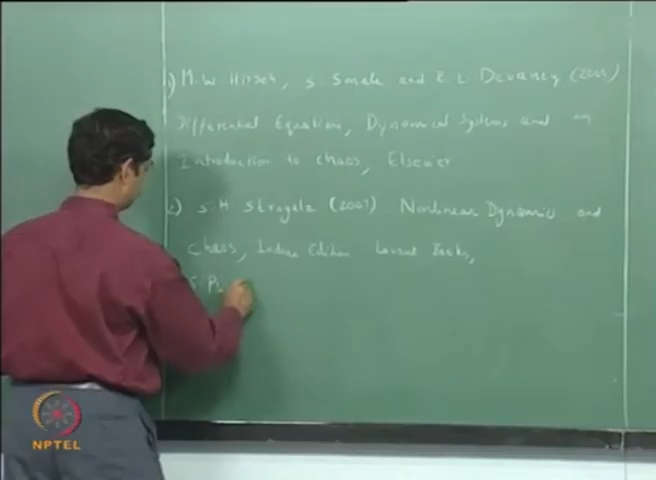 1) M. W. Hirsch, S Smale and R L Devaney (2004)
Differential Equation, Dynamical Systems and an
Introduction to chaos, Elsevier
2) S. H. Strogatz (2007) Nonlinear Dynamics and
chaos, Indian Edition Levant Books,
NPTEL